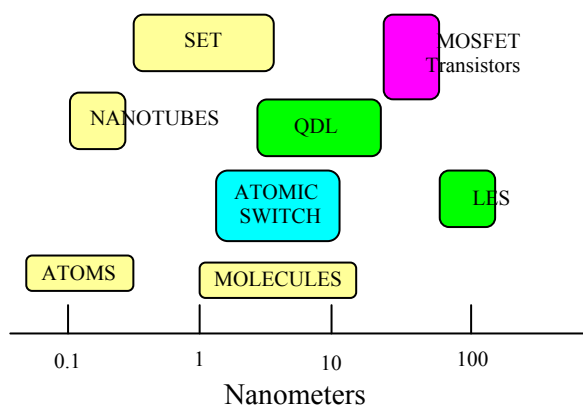 SET
MOSFET
Transistors
NANOTUBES
QDL
ATOMIC
SWITCH
LES
ATOMS
MOLECULES
0.1
1
10
100
Nanometers